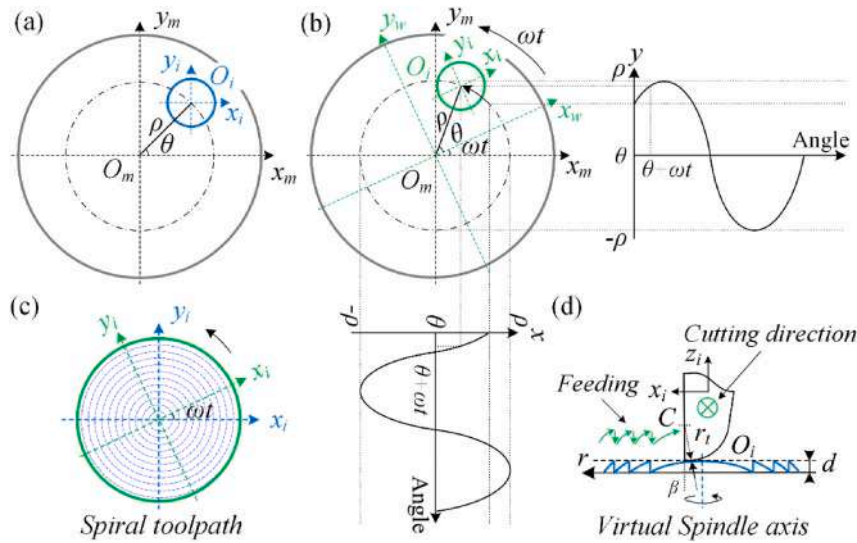 (a)
y_m
y_i
O_i
x_i
ρ
θ
O_m
x_m
(b)
y_w
y_m
ωt
y_i
x_i
O_i
x_w
ρ
θ
ωt
O_m
x_m
y
ρ
Angle
θ
θ+ωt
-ρ
(c)
y_i
y_i
x_i
ωt
x_i
Spiral toolpath
-ρ
θ
ρ
x
θ+ωt
Angle
(d)
Cutting direction
z_i
Feeding
x_i
C
r_t
O_i
r
d
β
Virtual Spindle axis